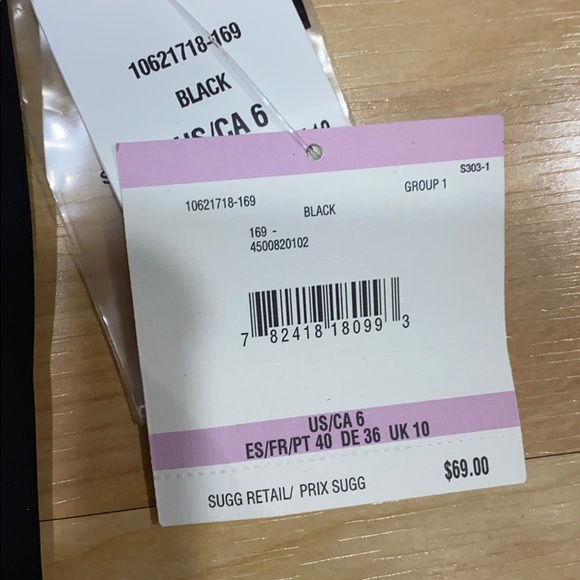 10621718-169
BLACK
US/CA 6
S303-1
GROUP 1
10621718-169
BLACK
169 -
4500820102
7 82418 18099 3
US/CA 6
ES/FR/PT 40 DE 36 UK 10
$69.00
SUGG RETAIL/ PRIX SUGG